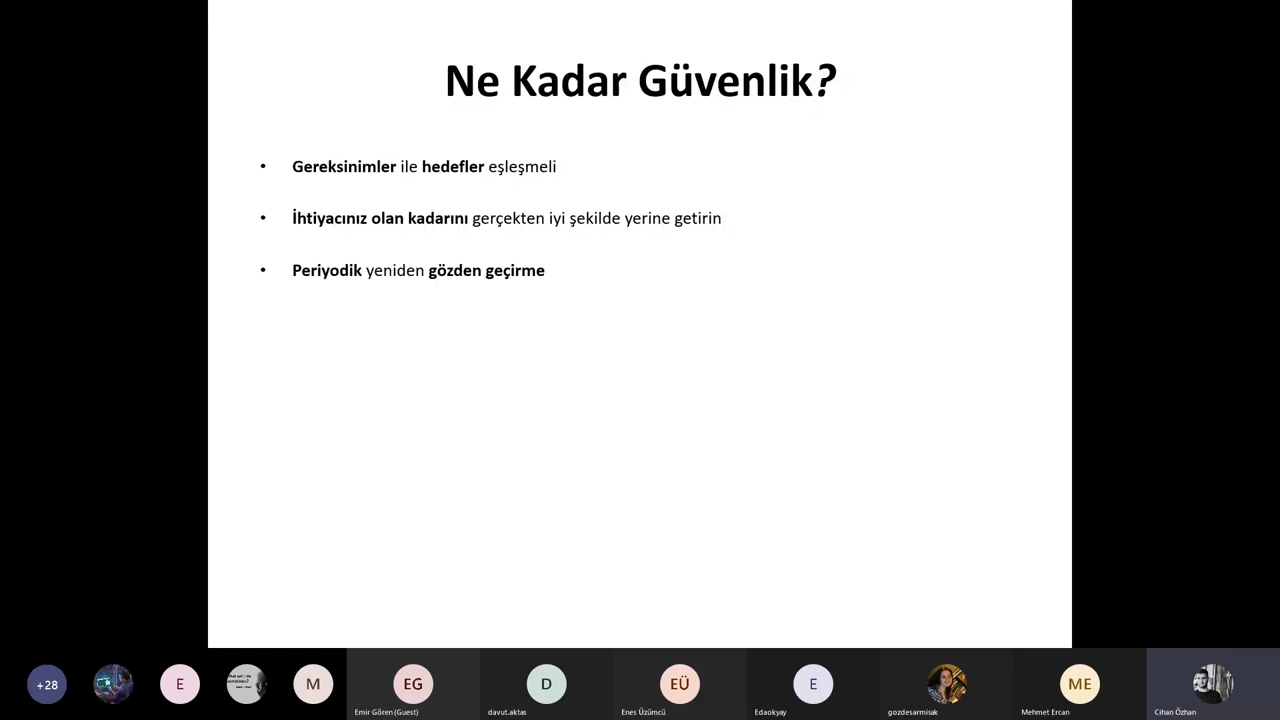 Ne Kadar Güvenlik?
• Gereksinimler ile hedefler eşleşmeli
• İhtiyacınız olan kadarını gerçekten iyi şekilde yerine getirin
• Periyodik yeniden gözden geçirme
+28
E
M
EG
D
EÜ
E
ME
Emir Gören (Guest)
davut.aktas
Enes Üzümcü
Edaokyay
gozdesarmisak
Mehmet Ercan
Cihan Özhan